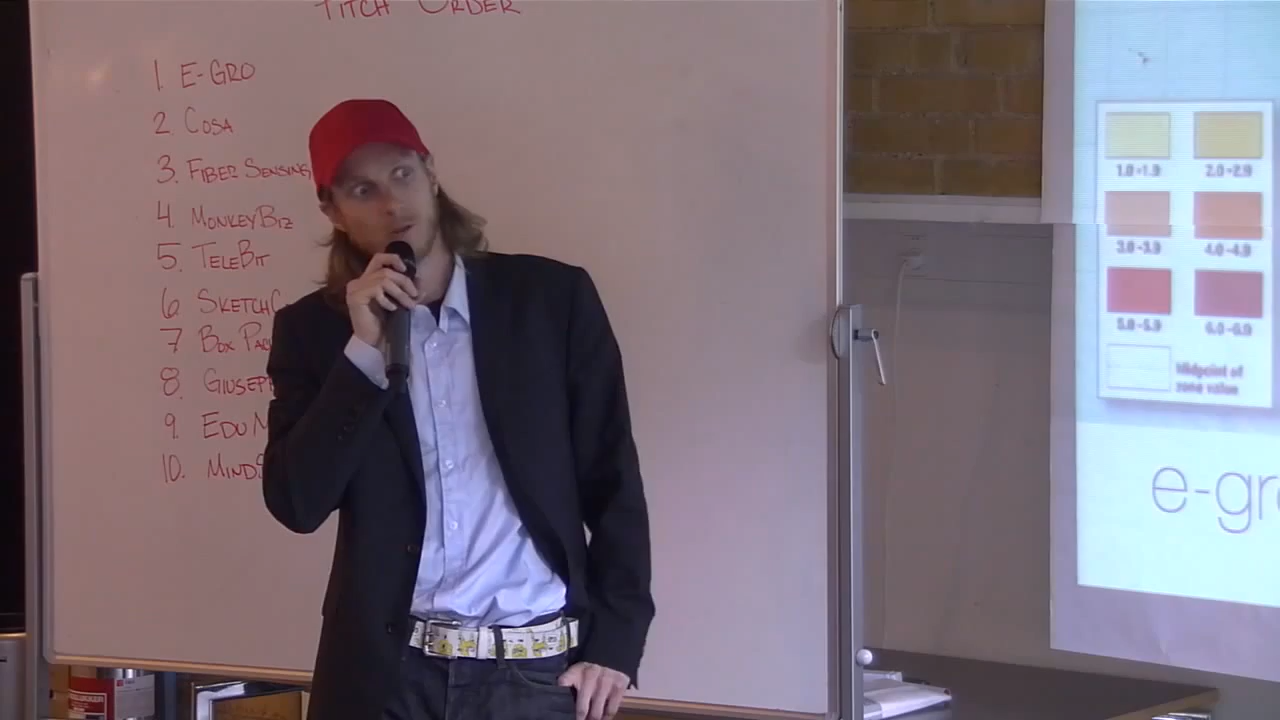 PITCH ORDER
1. E-GRO
2. COSA
3. FIBER SENSING
4. MONKEYBIZ
5. TELEBIT
6 SKETCH
7 BOX
8. GIUSEPP
9. EDU
10. MIND
1.0-1.9 2.0-2.9
3.0-3.9 4.0-4.9
5.0-5.9 6.0-6.9
Midpoint of
zone value
e-gro